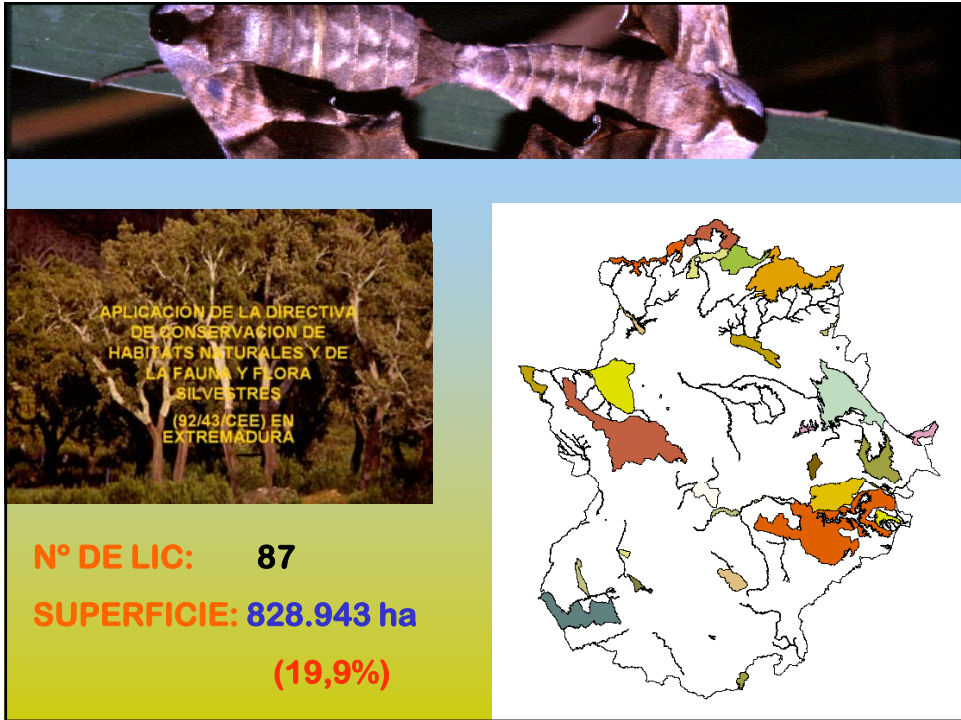 APLICACIÓN DE LA DIRECTIVA
DE CONSERVACION DE
HABITATS NATURALES Y DE
LA FAUNA Y FLORA
SILVESTRES
(92/43/CEE) EN
EXTREMADURA
Nº DE LIC: 87
SUPERFICIE: 828.943 ha
(19,9%)